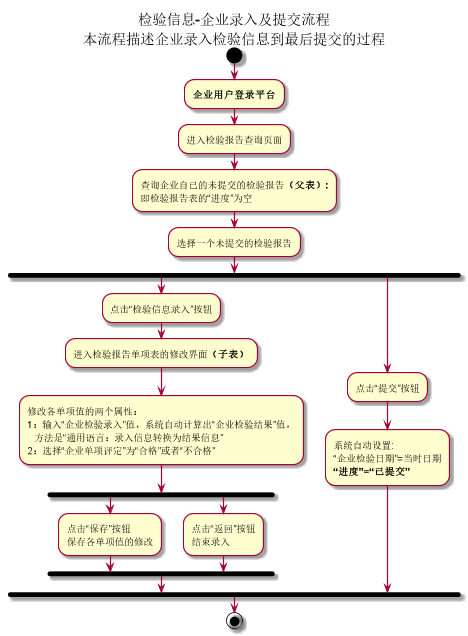 检验信息-企业录入及提交流程
本流程描述企业录入检验信息到最后提交的过程
企业用户登录平台
进入检验报告查询页面
查询企业自己的未提交的检验报告（父表）：
即检验报告表的“进度”为空
选择一个未提交的检验报告
点击“检验信息录入”按钮
进入检验报告单项表的修改界面（子表）
修改各单项值的两个属性：
1：输入“企业检验录入”值，系统自动计算出“企业检验结果”值，
方法是“通用语言：录入信息转换为结果信息”
2：选择“企业单项评定”为“合格”或者“不合格”
点击“保存”按钮
保存各单项值的修改
点击“返回”按钮
结束录入
点击“提交”按钮
系统自动设置:
“企业检验日期”=当时日期
“进度”=“已提交”